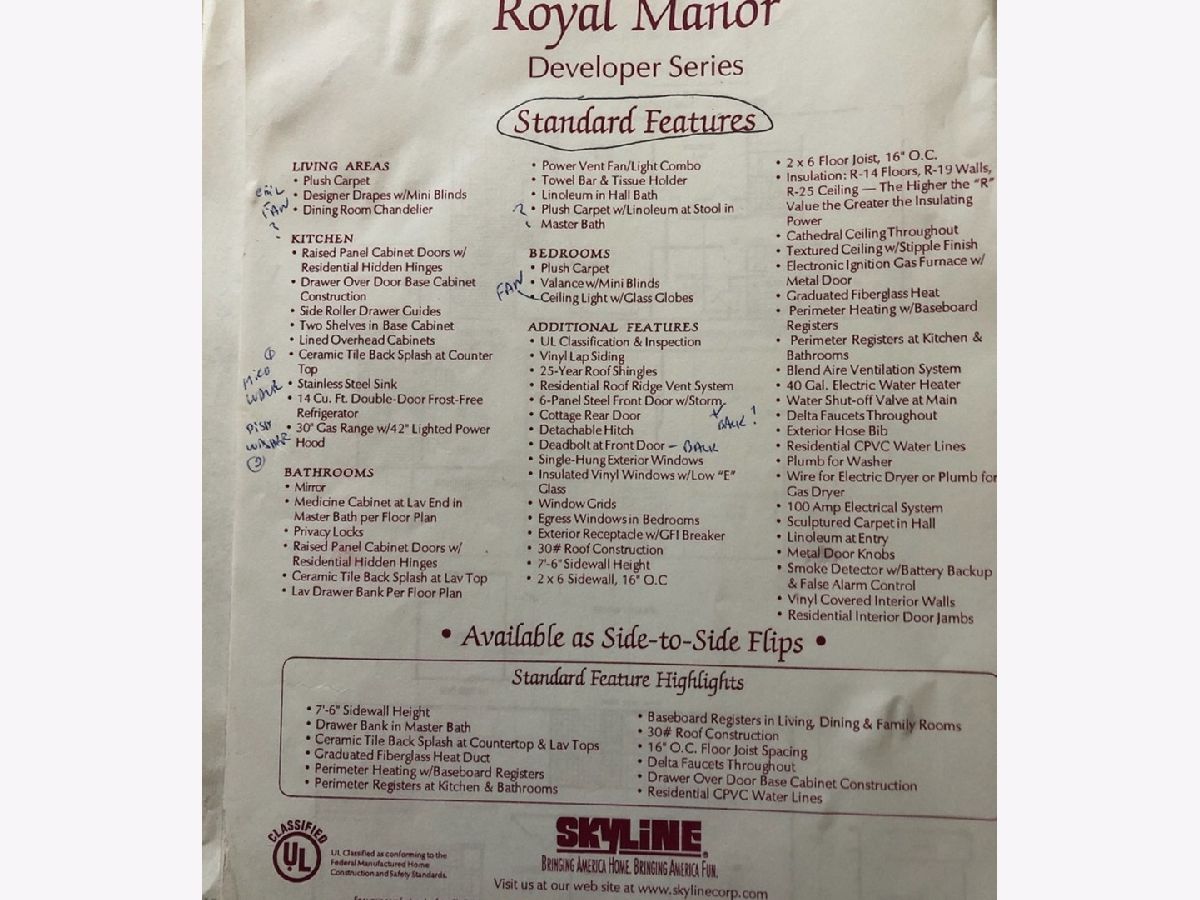 Royal Manor
Developer Series
Standard Features
LIVING AREAS
• Plush Carpet
• Designer Drapes w/Mini Blinds
• Dining Room Chandelier
FAN
?
KITCHEN
• Raised Panel Cabinet Doors w/
Residential Hidden Hinges
• Drawer Over Door Base Cabinet
Construction
• Side Roller Drawer Guides
• Two Shelves in Base Cabinet
• Lined Overhead Cabinets
• Ceramic Tile Back Splash at Counter
Top
• Stainless Steel Sink
• 14 Cu. Ft. Double-Door Frost-Free
Refrigerator
• 30" Gas Range w/42" Lighted Power
Hood
BATHROOMS
• Mirror
• Medicine Cabinet at Lav End in
Master Bath per Floor Plan
• Privacy Locks
• Raised Panel Cabinet Doors w/
Residential Hidden Hinges
• Ceramic Tile Back Splash at Lav Top
• Lav Drawer Bank Per Floor Plan
• Power Vent Fan/Light Combo
• Towel Bar & Tissue Holder
• Linoleum in Hall Bath
? • Plush Carpet w/Linoleum at Stool in
Master Bath
BEDROOMS
• Plush Carpet
• Valance w/Mini Blinds
FAN Ceiling Light w/Glass Globes
ADDITIONAL FEATURES
• UL Classification & Inspection
• Vinyl Lap Siding
• 25-Year Roof Shingles
• Residential Roof Ridge Vent System
• 6-Panel Steel Front Door w/Storm
+ BACK!
• Cottage Rear Door
• Detachable Hitch
• Deadbolt at Front Door - BACK
• Single-Hung Exterior Windows
• Insulated Vinyl Windows w/Low "E"
Glass
• Window Grids
• Egress Windows in Bedrooms
• Exterior Receptacle w/GFI Breaker
• 30# Roof Construction
• 7'-6" Sidewall Height
• 2 x 6 Sidewall, 16" O.C
• 2 x 6 Floor Joist, 16" O.C.
• Insulation: R-14 Floors, R-19 Walls,
R-25 Ceiling — The Higher the "R"
Value the Greater the Insulating
Power
• Cathedral Ceiling Throughout
• Textured Ceiling w/Stipple Finish
• Electronic Ignition Gas Furnace w/
Metal Door
• Graduated Fiberglass Heat
• Perimeter Heating w/Baseboard
Registers
• Perimeter Registers at Kitchen &
Bathrooms
• Blend Aire Ventilation System
• 40 Gal. Electric Water Heater
• Water Shut-off Valve at Main
• Delta Faucets Throughout
• Exterior Hose Bib
• Residential CPVC Water Lines
• Plumb for Washer
• Wire for Electric Dryer or Plumb for
Gas Dryer
• 100 Amp Electrical System
• Sculptured Carpet in Hall
• Linoleum at Entry
• Metal Door Knobs
• Smoke Detector w/Battery Backup
& False Alarm Control
• Vinyl Covered Interior Walls
• Residential Interior Door Jambs
• Available as Side-to-Side Flips •
Standard Feature Highlights
• 7'-6" Sidewall Height
• Drawer Bank in Master Bath
• Ceramic Tile Back Splash at Countertop & Lav Tops
• Graduated Fiberglass Heat Duct
• Perimeter Heating w/Baseboard Registers
• Perimeter Registers at Kitchen & Bathrooms
• Baseboard Registers in Living, Dining & Family Rooms
• 30# Roof Construction
• 16" O.C. Floor Joist Spacing
• Delta Faucets Throughout
• Drawer Over Door Base Cabinet Construction
• Residential CPVC Water Lines
CLASSIFIED
UL
UL Classified as conforming to the
Federal Manufactured Home
Construction and Safety Standards.
SKYLINE
BRINGING AMERICA HOME. BRINGING AMERICA FUN.
Visit us at our web site at www.skylinecorp.com